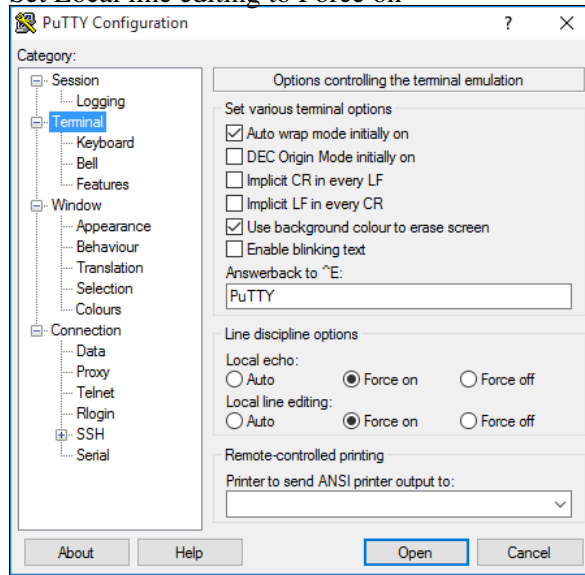 Set Local line editing to Force on
PuTTY Configuration
?
Category:
Session
Logging
Terminal
Keyboard
Bell
Features
Window
Appearance
Behaviour
Translation
Selection
Colours
Connection
Data
Proxy
Telnet
Rlogin
SSH
Serial
Options controlling the terminal emulation
Set various terminal options
Auto wrap mode initially on
DEC Origin Mode initially on
Implicit CR in every LF
Implicit LF in every CR
Use background colour to erase screen
Enable blinking text
Answerback to ^E:
PuTTY
Line discipline options
Local echo:
Auto Force on Force off
Local line editing:
Auto Force on Force off
Remote-controlled printing
Printer to send ANSI printer output to:
About Help Open Cancel